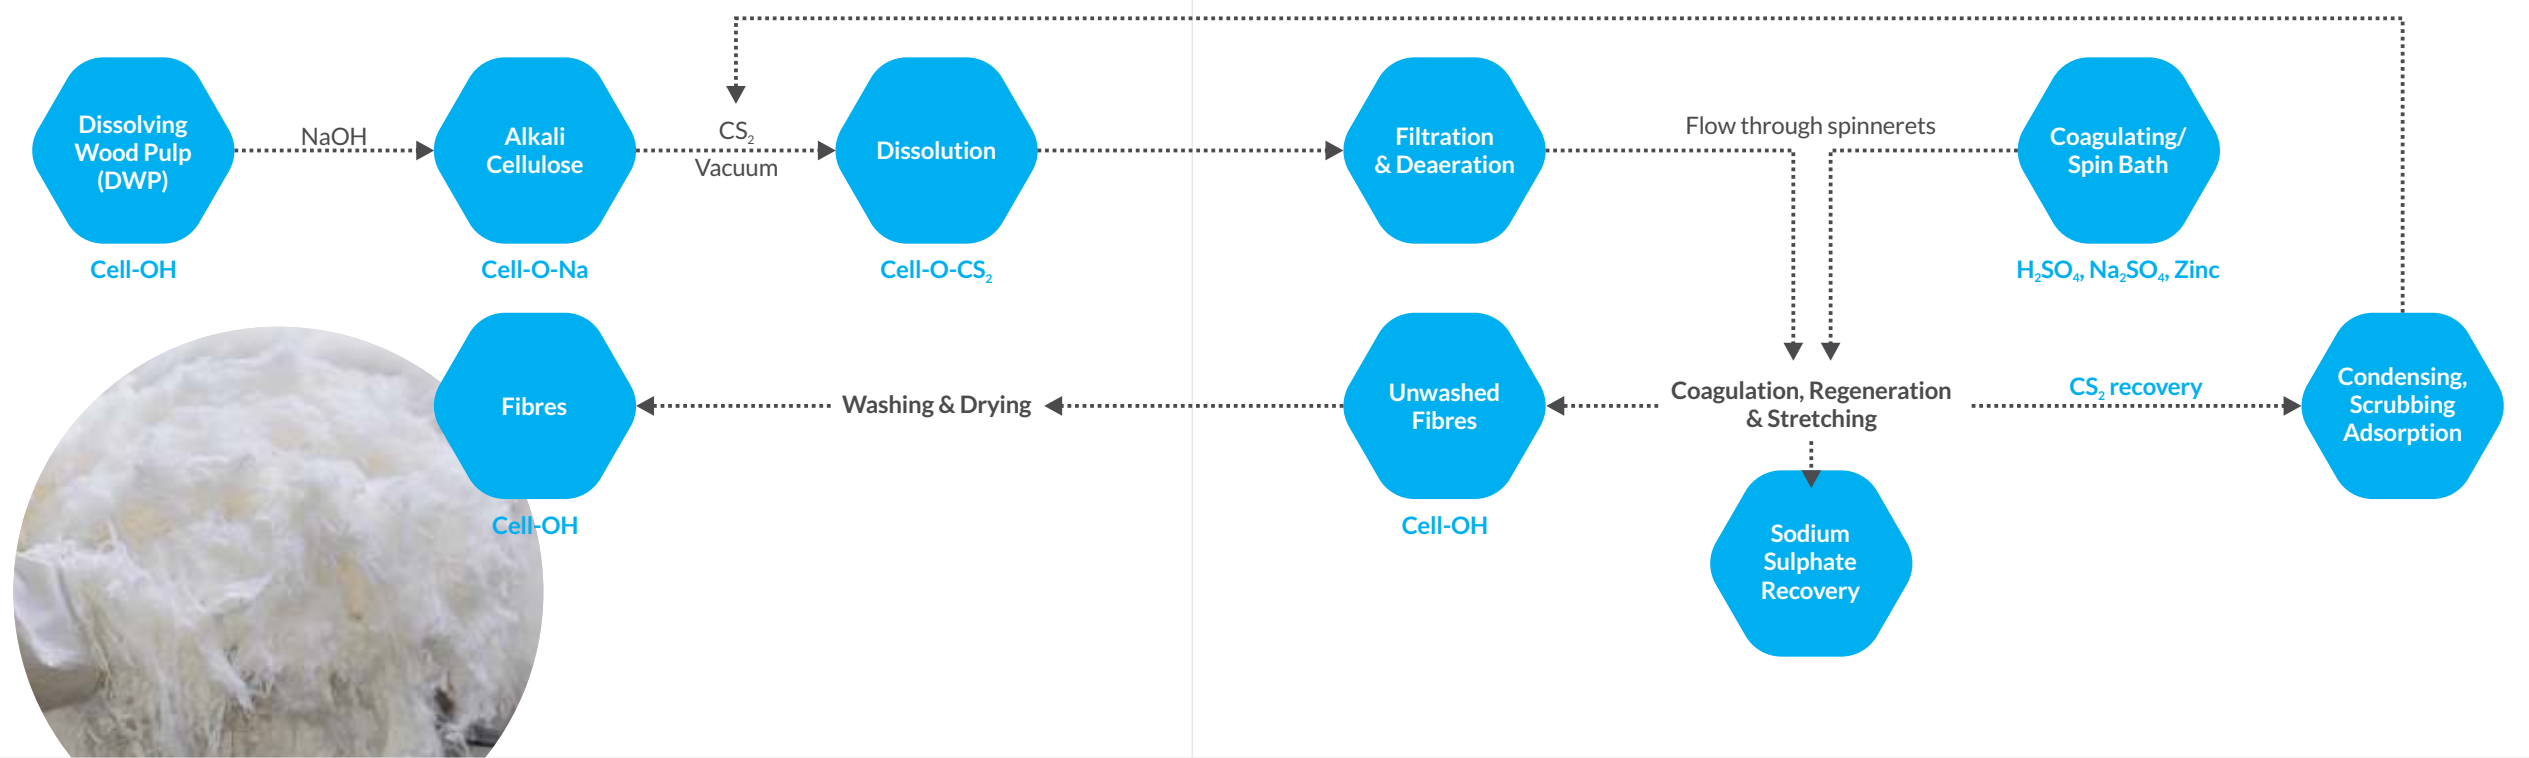 Dissolving
Wood Pulp
(DWP)
Cell-OH
NaOH
Alkali
Cellulose
Cell-O-Na
CS₂
Vacuum
Dissolution
Cell-O-CS₂
Filtration
& Deaeration
Flow through spinnerets
Coagulating/
Spin Bath
H₂SO₄, Na₂SO₄, Zinc
Fibres
Cell-OH
Washing & Drying
Unwashed
Fibres
Cell-OH
Coagulation, Regeneration
& Stretching
CS₂ recovery
Condensing,
Scrubbing
Adsorption
Sodium
Sulphate
Recovery